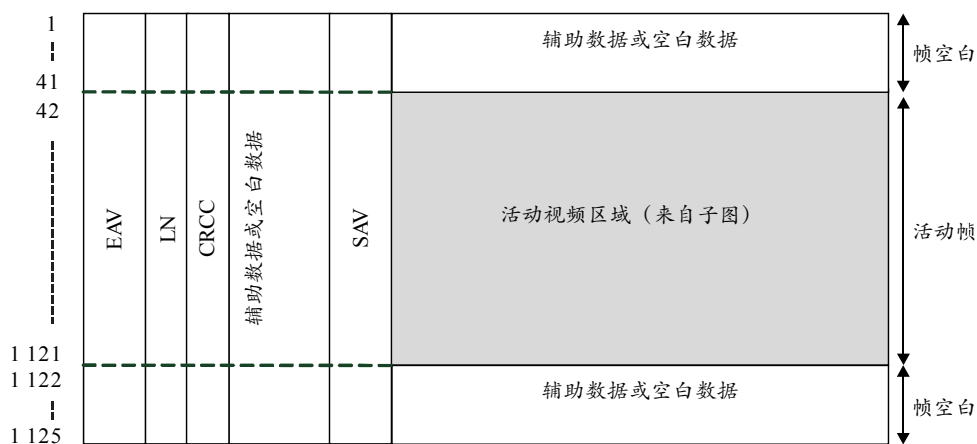 1
辅助数据或空白数据
帧空白
41
42
EAV
LN
CRCC
辅助数据或空白数据
SAV
活动视频区域（来自子图）
活动帧
1 121
1 122
辅助数据或空白数据
帧空白
1 125